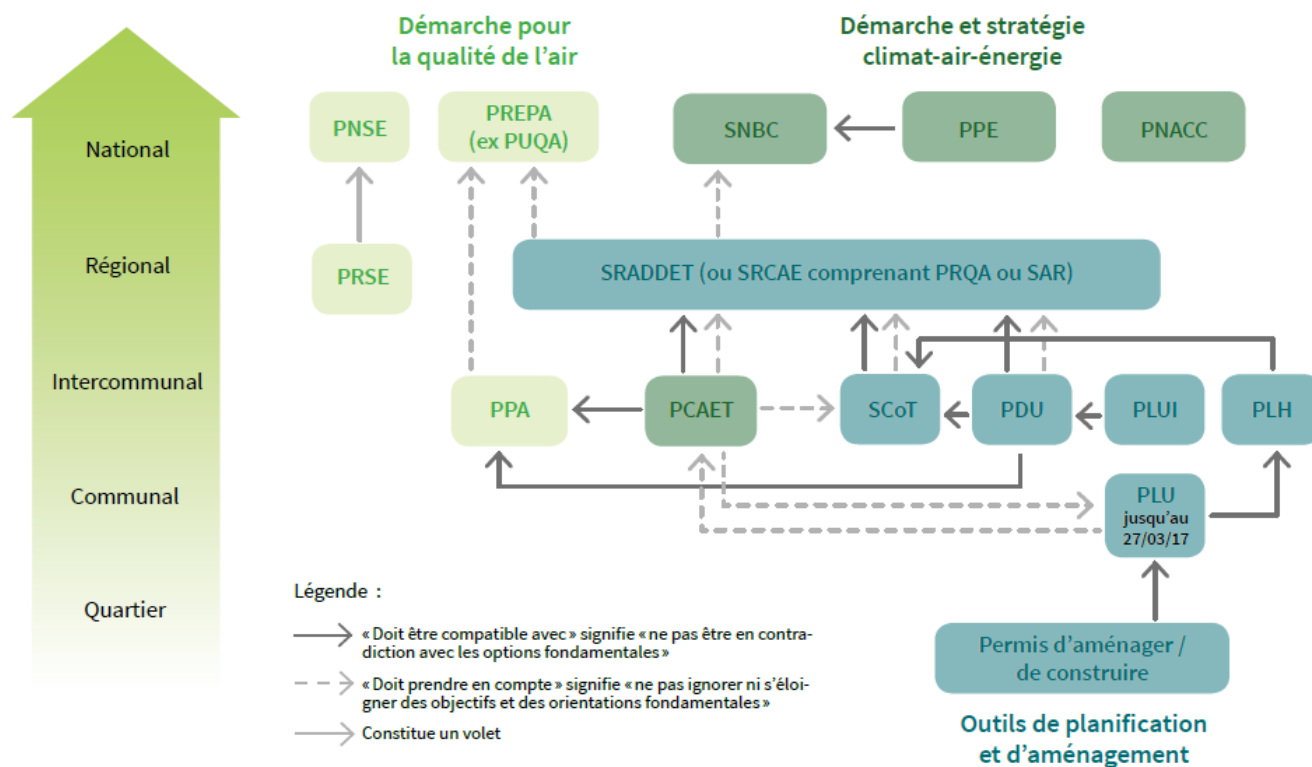 Démarche pour
la qualité de l'air
Démarche et stratégie
climat-air-énergie
National
PNSE
PREPA
(ex PUQA)
SNBC
PPE
PNACC
Régional
PRSE
SRADDET (ou SRCAE comprenant PRQA ou SAR)
Intercommunal
PPA
PCAET
SCoT
PDU
PLUI
PLH
Communal
PLU
jusqu'au
27/03/17
Quartier
Permis d'aménager /
de construire
Outils de planification
et d'aménagement
Légende :
« Doit être compatible avec » signifie « ne pas être en contra-
diction avec les options fondamentales »
« Doit prendre en compte » signifie « ne pas ignorer ni s'éloi-
gner des objectifs et des orientations fondamentales »
Constitue un volet